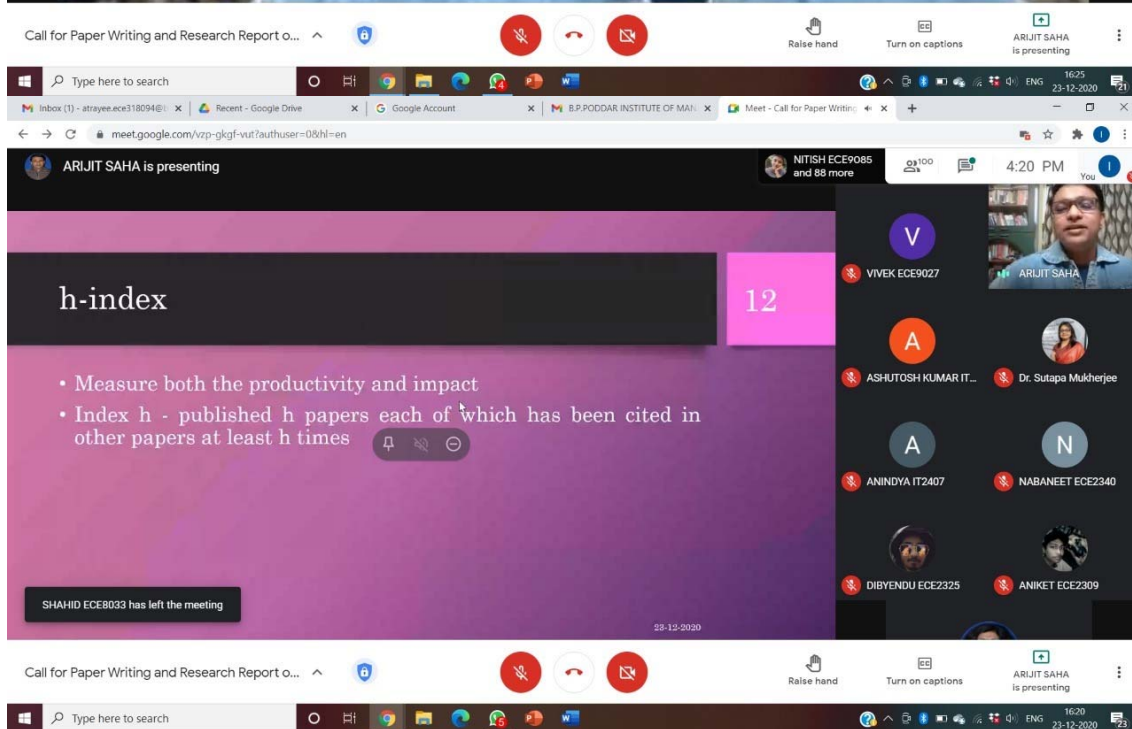 Call for Paper Writing and Research Report o...
Raise hand
Turn on captions
ARIJIT SAHA
is presenting
Type here to search
ENG
16:25
23-12-2020
21
Inbox (1) - atrayee.ece318094@
Recent - Google Drive
Google Account
B.P.PODDAR INSTITUTE OF MAN
Meet - Call for Paper Writing
meet.google.com/vzp-gkgf-vut?authuser=0&hl=en
ARIJIT SAHA is presenting
NITISH ECE9085
and 88 more
100
4:20 PM
You
I
h-index
12
• Measure both the productivity and impact
• Index h - published h papers each of which has been cited in
other papers at least h times
V
VIVEK ECE9027
ARIJIT SAHA
A
ASHUTOSH KUMAR IT...
Dr. Sutapa Mukherjee
A
ANINDYA IT2407
N
NABANEET ECE2340
DIBYENDU ECE2325
ANIKET ECE2309
SHAHID ECE8033 has left the meeting
23-12-2020
Call for Paper Writing and Research Report o...
Raise hand
Turn on captions
ARIJIT SAHA
is presenting
Type here to search
ENG
16:20
23-12-2020
23